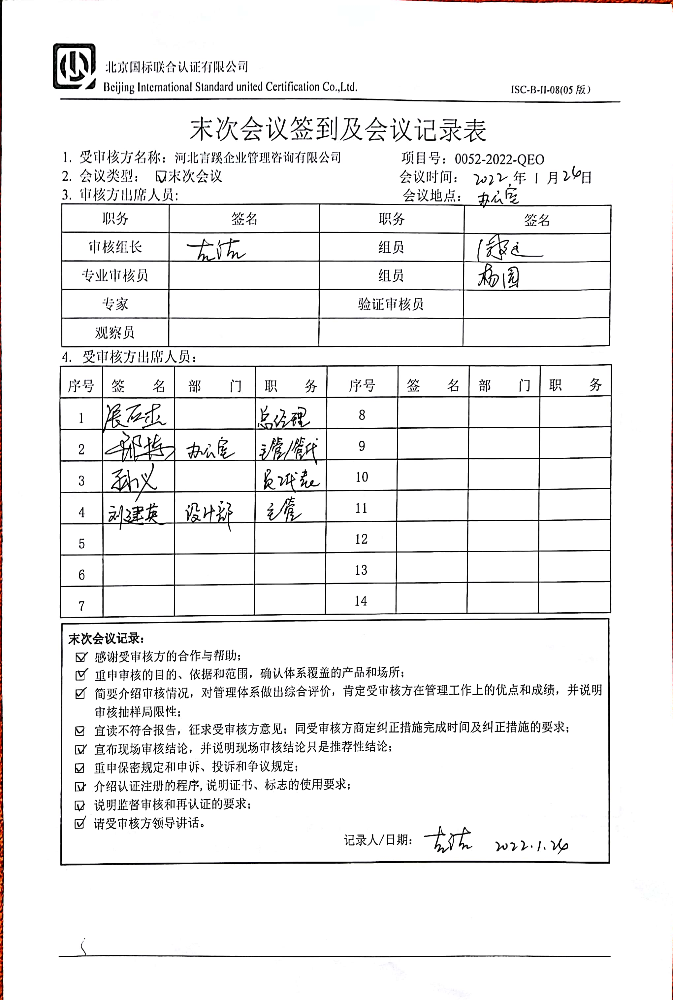 北京国标联合认证有限公司
Beijing International Standard united Certification Co.,Ltd.
ISC-B-II-08(05 版)
末次会议签到及会议记录表
1. 受审核方名称：河北言蹊企业管理咨询有限公司 项目号：0052-2022-QEO
2. 会议类型： ☑末次会议 会议时间： 2022 年 1 月 24日
3. 审核方出席人员: 会议地点： 办公室
职务 签名 职务 签名
审核组长 组员
专业审核员 组员 杨园
专家 验证审核员
观察员
4. 受审核方出席人员：
序号 签 名 部 门 职 务 序号 签 名 部 门 职 务
1 总经理 8
2 办公室 主管/管代 9
3 孙义 员工代表 10
4 刘建英 设计部 主管 11
5 12
6 13
7 14
末次会议记录：
☑ 感谢受审核方的合作与帮助；
☑ 重申审核的目的、依据和范围，确认体系覆盖的产品和场所；
☑ 简要介绍审核情况，对管理体系做出综合评价，肯定受审核方在管理工作上的优点和成绩，并说明
审核抽样局限性；
☑ 宣读不符合报告，征求受审核方意见；同受审核方商定纠正措施完成时间及纠正措施的要求；
☑ 宣布现场审核结论，并说明现场审核结论只是推荐性结论；
☑ 重申保密规定和申诉、投诉和争议规定；
☑ 介绍认证注册的程序,说明证书、标志的使用要求；
☑ 说明监督审核和再认证的要求；
☑ 请受审核方领导讲话。
记录人/日期： 2022.1.24